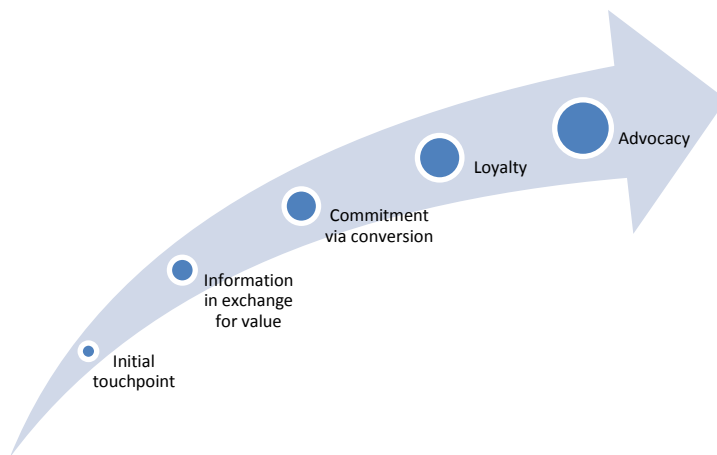 Initial
touchpoint
Information
in exchange
for value
Commitment
via conversion
Loyalty
Advocacy